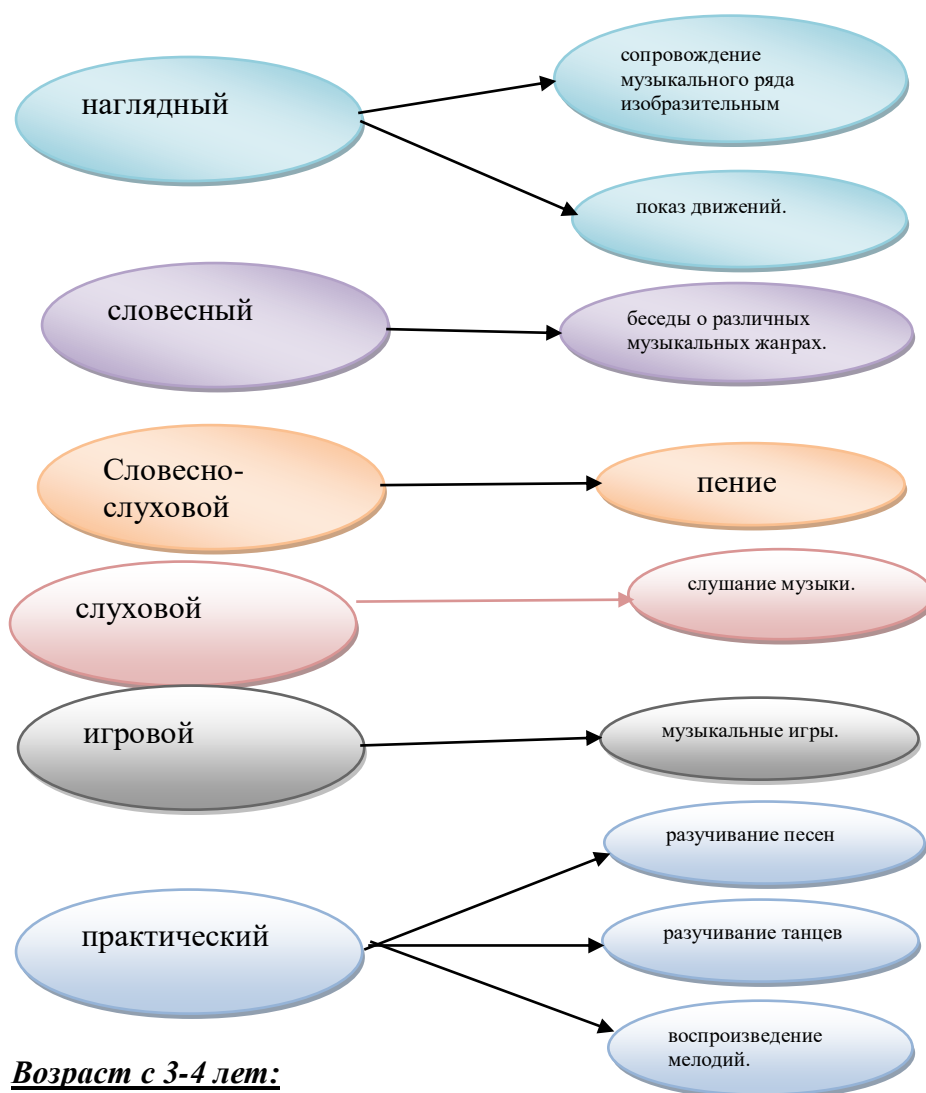 наглядный
сопровождение
музыкального ряда
изобразительным
показ движений.
словесный
беседы о различных
музыкальных жанрах.
Словесно-
слуховой
пение
слуховой
слушание музыки.
игровой
музыкальные игры.
практический
разучивание песен
разучивание танцев
воспроизведение
мелодий.
Возраст с 3-4 лет: